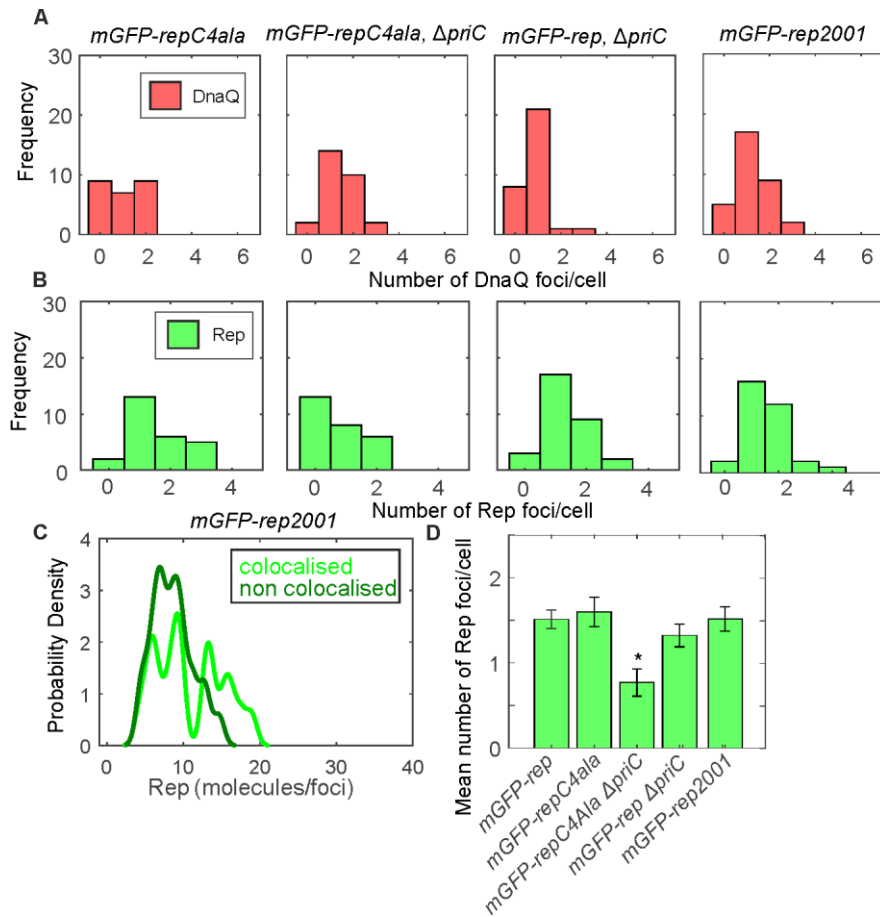 A
mGFP-repC4ala
mGFP-repC4ala, ΔpriC
mGFP-rep, ΔpriC
mGFP-rep2001
Frequency
30
20
10
0
DnaQ
0 2 4 6
0 2 4 6
0 2 4 6
0 2 4 6
Number of DnaQ foci/cell
B
Frequency
30
20
10
0
Rep
0 2 4
0 2 4
0 2 4
0 2 4
Number of Rep foci/cell
C
mGFP-rep2001
Probability Density
4
3
2
1
0
colocalised
non colocalised
0 10 20 30 40
Rep (molecules/foci)
D
Mean number of Rep foci/cell
2
1
0
*
mGFP-rep
mGFP-repC4ala
mGFP-repC4Ala ΔpriC
mGFP-rep ΔpriC
mGFP-rep2001